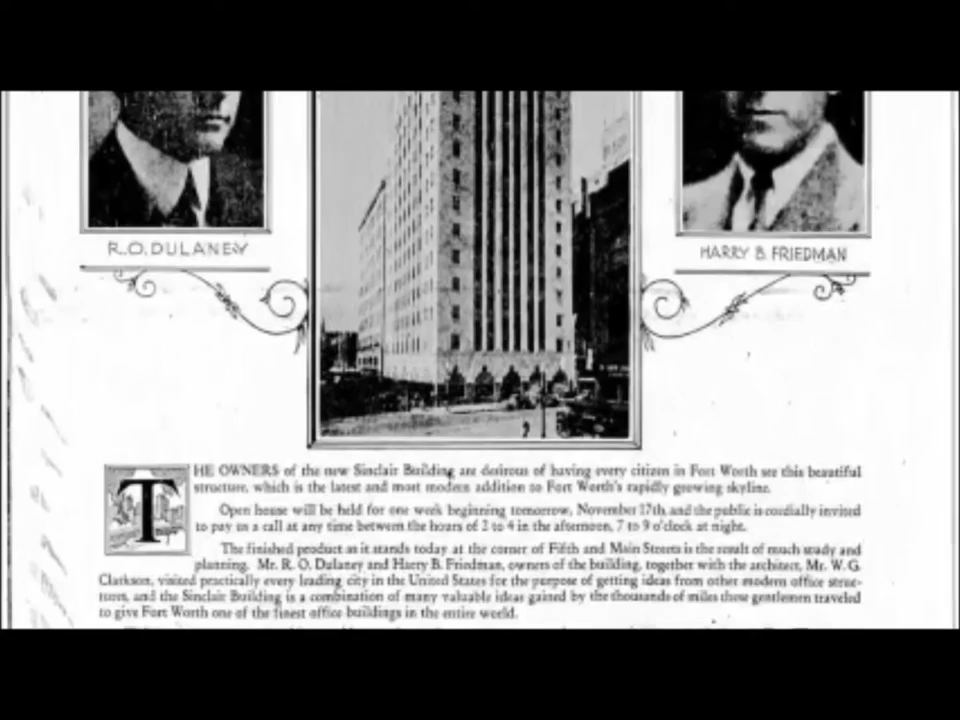 R.O. DULANEY
HARRY B. FRIEDMAN
THE OWNERS of the new Sinclair Building are desirous of having every citizen in Fort Worth see this beautiful
structure, which is the latest and most modern addition to Fort Worth's rapidly growing skyline.
Open house will be held for one week beginning tomorrow, November 17th, and the public is cordially invited
to pay us a call at any time between the hours of 2 to 4 in the afternoon, 7 to 9 o'clock at night.
The finished product as it stands today at the corner of Fifth and Main Streets is the result of much study and
planning. Mr. R. O. Dulaney and Harry B. Friedman, owners of the building, together with the architect, Mr. W. G.
Clarkson, visited practically every leading city in the United States for the purpose of getting ideas from other modern office struc-
tures, and the Sinclair Building is a combination of many valuable ideas gained by the thousands of miles these gentlemen traveled
to give Fort Worth one of the finest office buildings in the entire world.